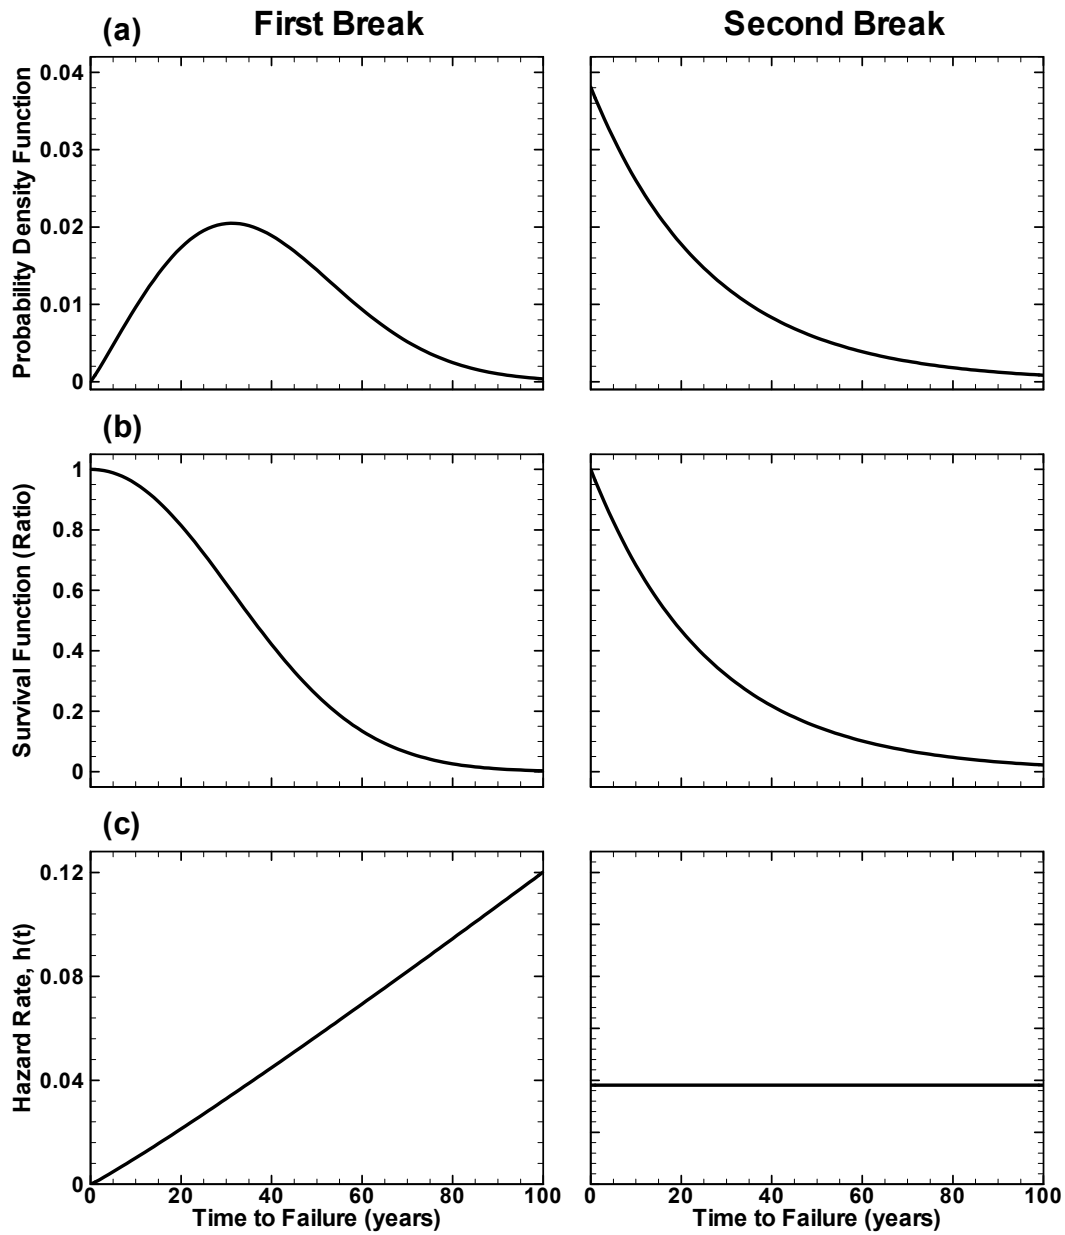 (a) First Break Second Break
Probability Density Function
0.04
0.03
0.02
0.01
0
(b)
Survival Function (Ratio)
1
0.8
0.6
0.4
0.2
0
(c)
Hazard Rate, h(t)
0.12
0.08
0.04
0
0 20 40 60 80 100 0 20 40 60 80 100
Time to Failure (years) Time to Failure (years)